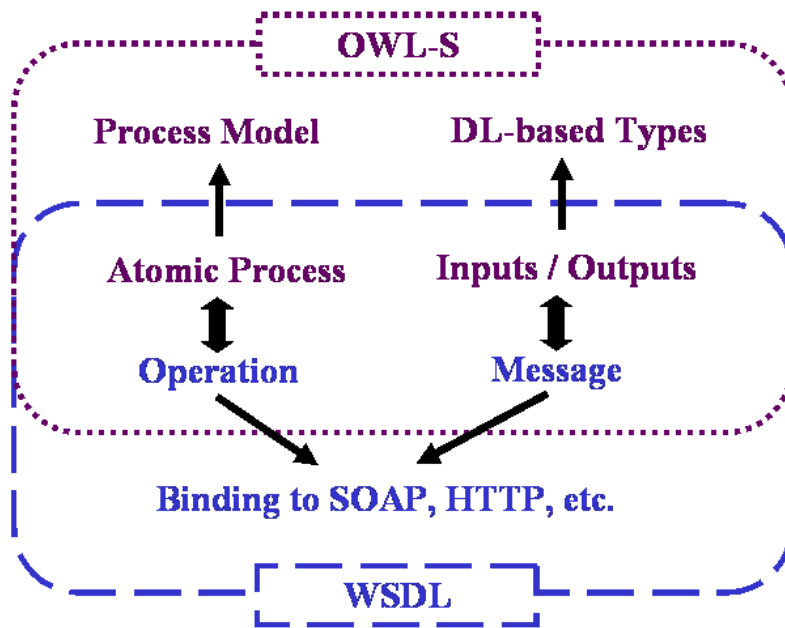 OWL-S
Process Model
DL-based Types
Atomic Process
Inputs / Outputs
Operation
Message
Binding to SOAP, HTTP, etc.
WSDL